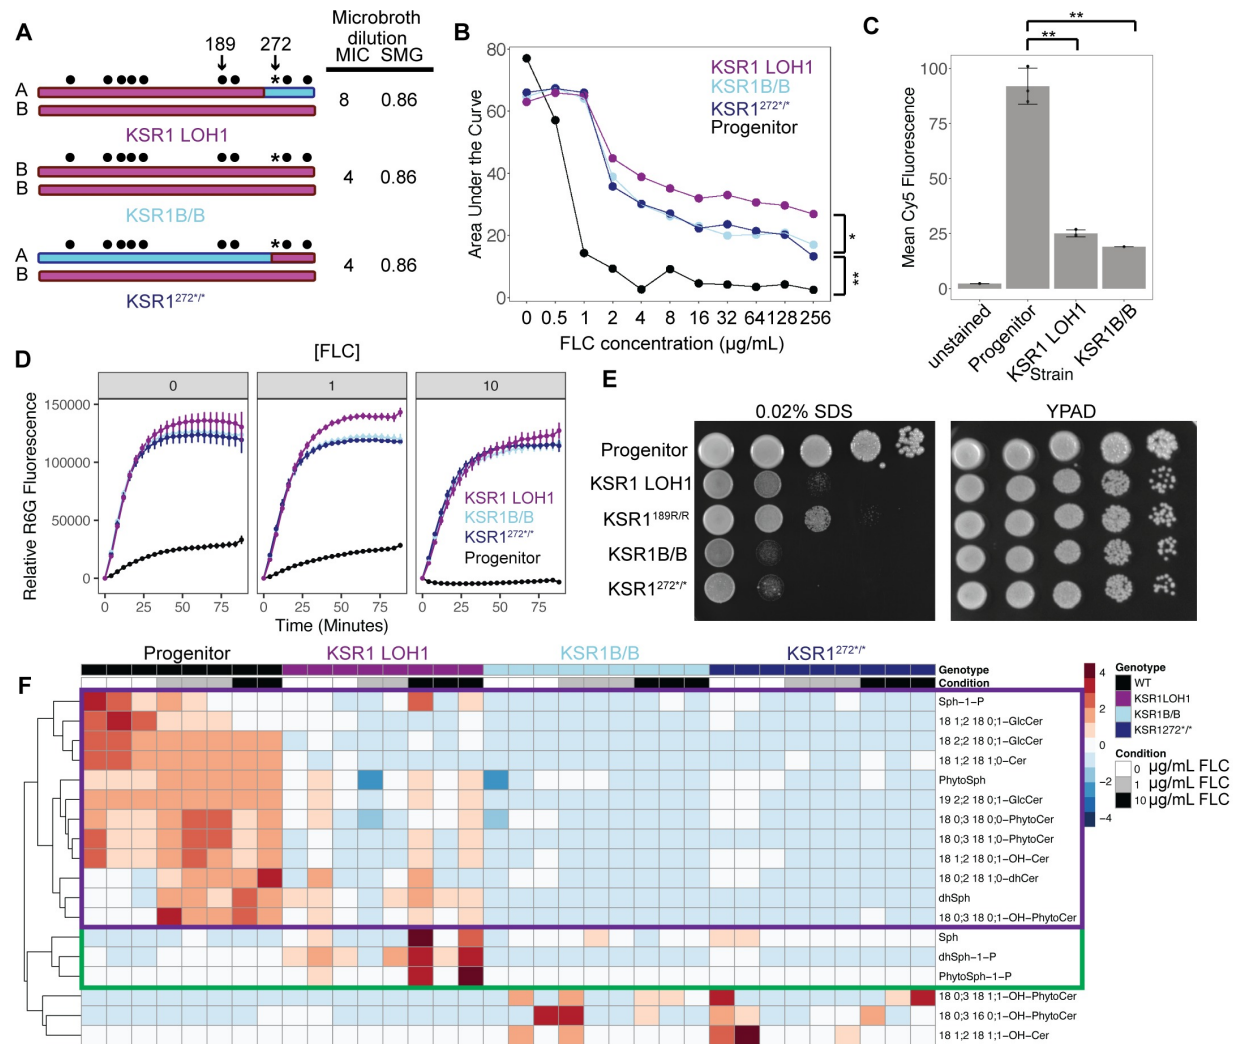 A
189 272
Microbroth
dilution
MIC SMG
A
B
8 0.86
KSR1 LOH1
B
B
4 0.86
KSR1B/B
A
B
4 0.86
KSR1272*/*
B
80
60
40
20
0
Area Under the Curve
KSR1 LOH1
KSR1B/B
KSR1272*/*
Progenitor
*
**
0 0.5 1 2 4 8 16 32 64 128 256
FLC concentration (µg/mL)
C
**
**
100
75
50
25
0
Mean Cy5 Fluorescence
unstained
Progenitor
KSR1 LOH1
KSR1B/B
Strain
D
[FLC]
0 1 10
150000
100000
50000
0
Relative R6G Fluorescence
KSR1 LOH1
KSR1B/B
KSR1272*/*
Progenitor
0 25 50 75 0 25 50 75 0 25 50 75
Time (Minutes)
E
0.02% SDS YPAD
Progenitor
KSR1 LOH1
KSR1189R/R
KSR1B/B
KSR1272*/*
F
Progenitor KSR1 LOH1 KSR1B/B KSR1272*/*
Genotype
Condition
Sph−1−P
18 1;2 18 0;1−GlcCer
18 2;2 18 0;1−GlcCer
18 1;2 18 1;0−Cer
PhytoSph
19 2;2 18 0;1−GlcCer
18 0;3 18 0;0−PhytoCer
18 0;3 18 1;0−PhytoCer
18 1;2 18 0;1−OH−Cer
18 0;2 18 1;0−dhCer
dhSph
18 0;3 18 0;1−OH−PhytoCer
Sph
dhSph−1−P
PhytoSph−1−P
18 0;3 18 1;1−OH−PhytoCer
18 0;3 16 0;1−OH−PhytoCer
18 1;2 18 1;1−OH−Cer
4
2
0
−2
−4
Genotype
WT
KSR1LOH1
KSR1B/B
KSR1272*/*
Condition
0 µg/mL FLC
1 µg/mL FLC
10 µg/mL FLC